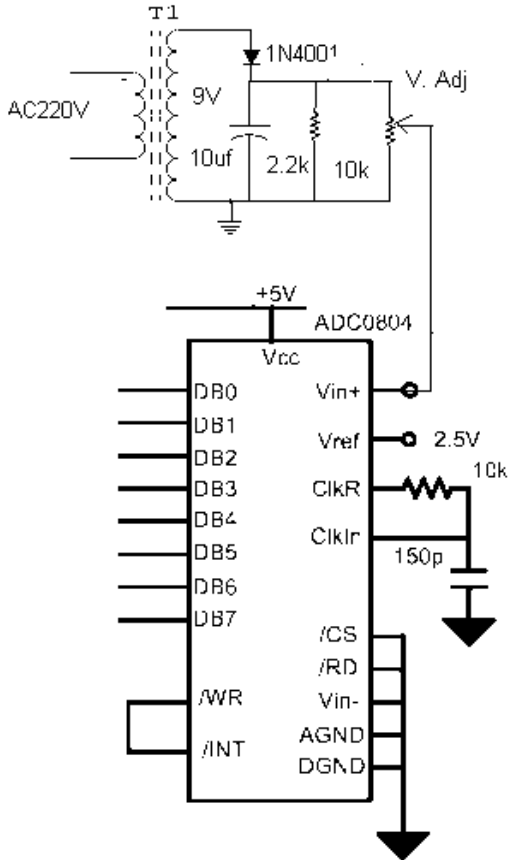 T1
1N4001
V. Adj
AC220V
9V
10uf
2.2k
10k
+5V
ADC0804
Vcc
DB0
Vin+
DB1
Vref
2.5V
DB2
10k
DB3
ClkR
DB4
ClkIn
DB5
150p
DB6
DB7
/CS
/RD
/WR
Vin-
AGND
/INT
DGND